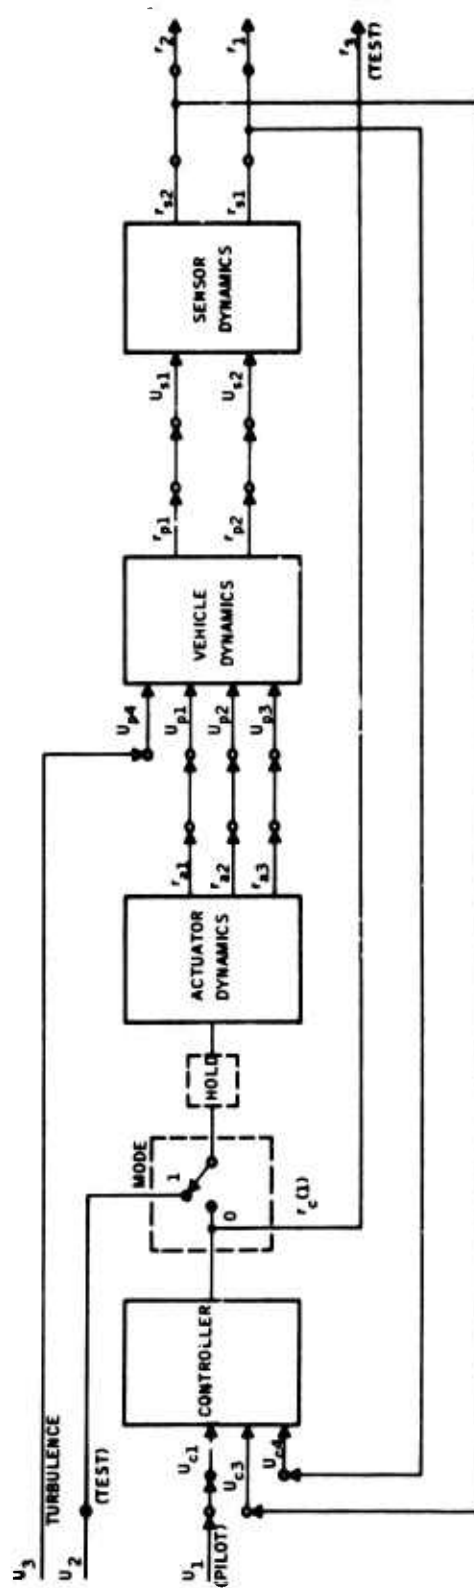 U3
TURBULENCE
U2
(TEST)
U1
(PILOT)
Uc1
Uc3
Uc4
CONTROLLER
MODE
1
0
rc(1)
HOLD
ACTUATOR
DYNAMICS
ra1
ra2
ra3
Up4
Up1
Up2
Up3
VEHICLE
DYNAMICS
rp1
rp2
Us1
Us2
SENSOR
DYNAMICS
rs2
rs1
r2
r1
r3
(TEST)